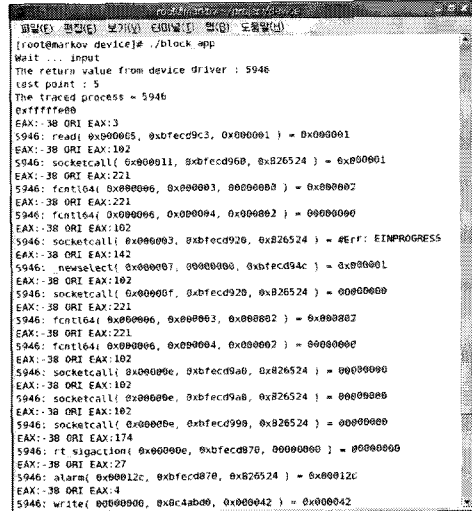 파일(F) 편집(E) 보기(V) 터미널(T) 탭(B) 도움말(H)
[root@markov device]# ./block_app
Wait ... input
The return value from device driver : 5946
test point : 5
The traced process = 5946
0xfffffe00
EAX:-38 ORI EAX:3
5946: read( 0x000005, 0xbfecd9c3, 0x000001 ) = 0x000001
EAX:-38 ORI EAX:102
5946: socketcall( 0x000011, 0xbfecd960, 0x826524 ) = 0x000001
EAX:-38 ORI EAX:221
5946: fcntl64( 0x000006, 0x000003, 00000000 ) = 0x000002
EAX:-38 ORI EAX:221
5946: fcntl64( 0x000006, 0x000004, 0x000802 ) = 00000000
EAX:-38 ORI EAX:102
5946: socketcall( 0x000003, 0xbfecd920, 0x826524 ) = #Err: EINPROGRESS
EAX:-38 ORI EAX:142
5946: _newselect( 0x000007, 00000000, 0xbfecd94c ) = 0x000001
EAX:-38 ORI EAX:102
5946: socketcall( 0x00000f, 0xbfecd920, 0x826524 ) = 00000000
EAX:-38 ORI EAX:221
5946: fcntl64( 0x000006, 0x000003, 0x000802 ) = 0x000802
EAX:-38 ORI EAX:221
5946: fcntl64( 0x000006, 0x000004, 0x000002 ) = 00000000
EAX:-38 ORI EAX:102
5946: socketcall( 0x00000e, 0xbfecd9a0, 0x826524 ) = 00000000
EAX:-38 ORI EAX:102
5946: socketcall( 0x00000e, 0xbfecd9a0, 0x826524 ) = 00000000
EAX:-38 ORI EAX:102
5946: socketcall( 0x00000e, 0xbfecd990, 0x826524 ) = 00000000
EAX:-38 ORI EAX:174
5946: rt_sigaction( 0x00000e, 0xbfecd870, 00000000 ) = 00000000
EAX:-38 ORI EAX:27
5946: alarm( 0x00012c, 0xbfecd870, 0x826524 ) = 0x00012c
EAX:-38 ORI EAX:4
5946: write( 00000000, 0x8c4abd0, 0x000042 ) = 0x000042